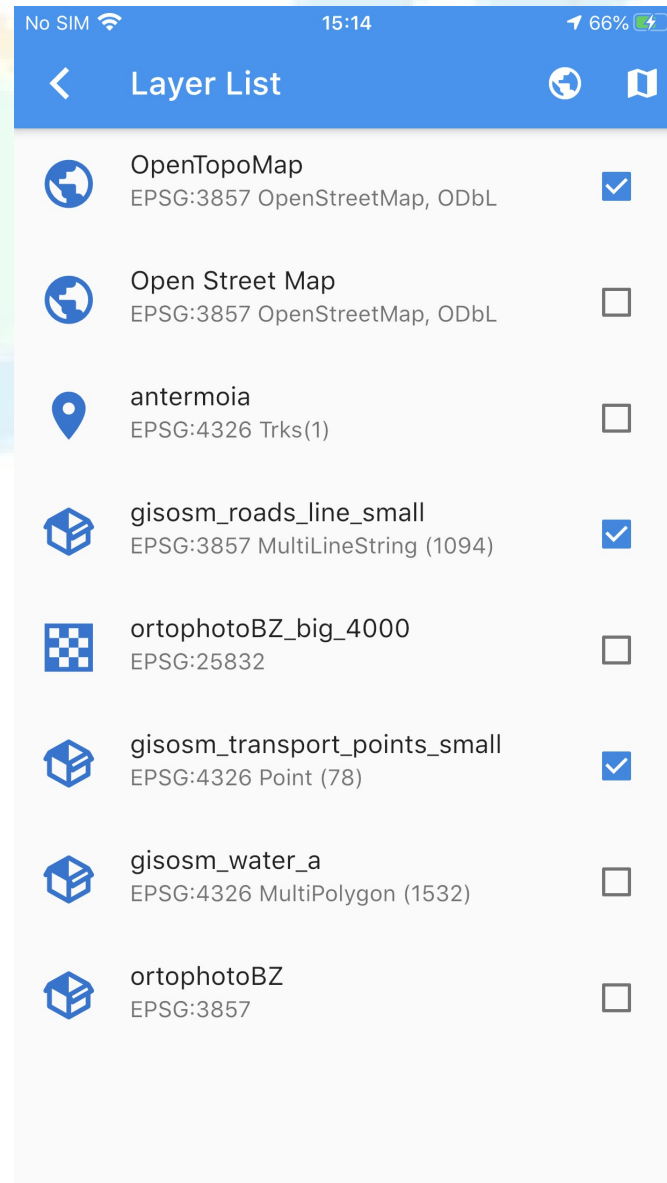 No SIM 15:14 66%
Layer List
OpenTopoMap
EPSG:3857 OpenStreetMap, ODbL
Open Street Map
EPSG:3857 OpenStreetMap, ODbL
antermoia
EPSG:4326 Trks(1)
gisosm_roads_line_small
EPSG:3857 MultiLineString (1094)
ortophotoBZ_big_4000
EPSG:25832
gisosm_transport_points_small
EPSG:4326 Point (78)
gisosm_water_a
EPSG:4326 MultiPolygon (1532)
ortophotoBZ
EPSG:3857